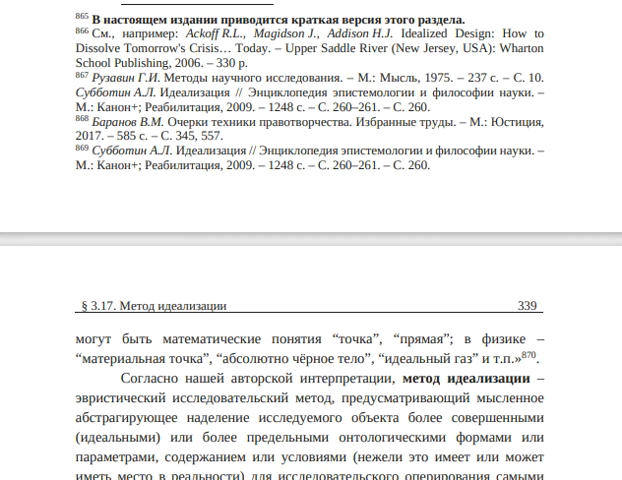 865 В настоящем издании приводится краткая версия этого раздела.
866 См., например: Ackoff R.L., Magidson J., Addison H.J. Idealized Design: How to
Dissolve Tomorrow's Crisis… Today. – Upper Saddle River (New Jersey, USA): Wharton
School Publishing, 2006. – 330 p.
867 Рузавин Г.И. Методы научного исследования. – М.: Мысль, 1975. – 237 с. – С. 10.
Субботин А.Л. Идеализация // Энциклопедия эпистемологии и философии науки. –
М.: Канон+; Реабилитация, 2009. – 1248 с. – С. 260–261. – С. 260.
868 Баранов В.М. Очерки техники правотворчества. Избранные труды. – М.: Юстиция,
2017. – 585 с. – С. 345, 557.
869 Субботин А.Л. Идеализация // Энциклопедия эпистемологии и философии науки. –
М.: Канон+; Реабилитация, 2009. – 1248 с. – С. 260–261. – С. 260.
§ 3.17. Метод идеализации 339
могут быть математические понятия “точка”, “прямая”; в физике –
“материальная точка”, “абсолютно чёрное тело”, “идеальный газ” и т.п.»870.
Согласно нашей авторской интерпретации, метод идеализации –
эвристический исследовательский метод, предусматривающий мысленное
абстрагирующее наделение исследуемого объекта более совершенными
(идеальными) или более предельными онтологическими формами или
параметрами, содержанием или условиями (нежели это имеет или может
иметь место в реальности) для исследовательского оперирования самыми